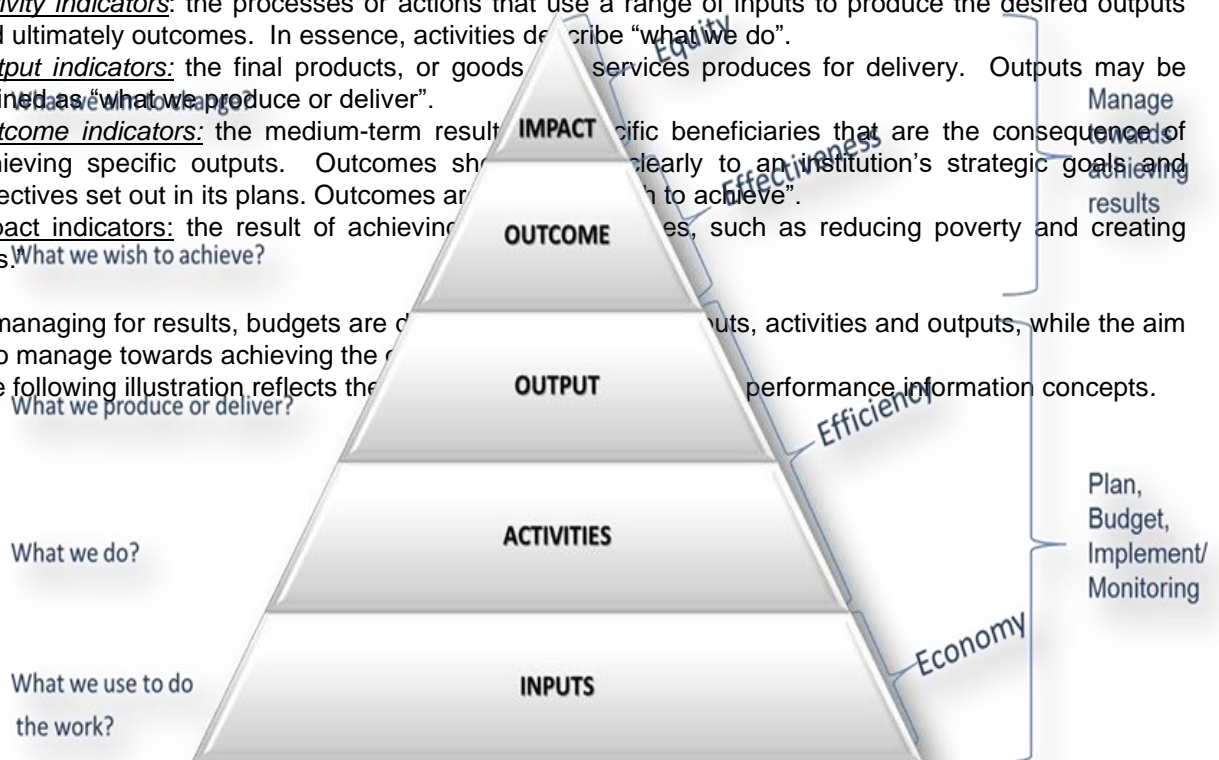 ivity indicators: the processes or actions that use a range of inputs to produce the desired outputs
d ultimately outcomes. In essence, activities de cribe “what we do”.
tput indicators: the final products, or goods services produces for delivery. Outputs may be
ined as “what we produce or deliver”.
tcome indicators: the medium-term result cific beneficiaries that are the consequence of
hieving specific outputs. Outcomes sh clearly to an institution’s strategic goals and
ectives set out in its plans. Outcomes ar h to achieve”.
pact indicators: the result of achieving es, such as reducing poverty and creating
s.”
managing for results, budgets are d uts, activities and outputs, while the aim
o manage towards achieving the
e following illustration reflects the performance information concepts.
What we aim to change?
What we wish to achieve?
What we produce or deliver?
What we do?
What we use to do
the work?
IMPACT
OUTCOME
OUTPUT
ACTIVITIES
INPUTS
Equity
Effectiveness
Efficiency
Economy
Manage
towards
achieving
results
Plan,
Budget,
Implement/
Monitoring